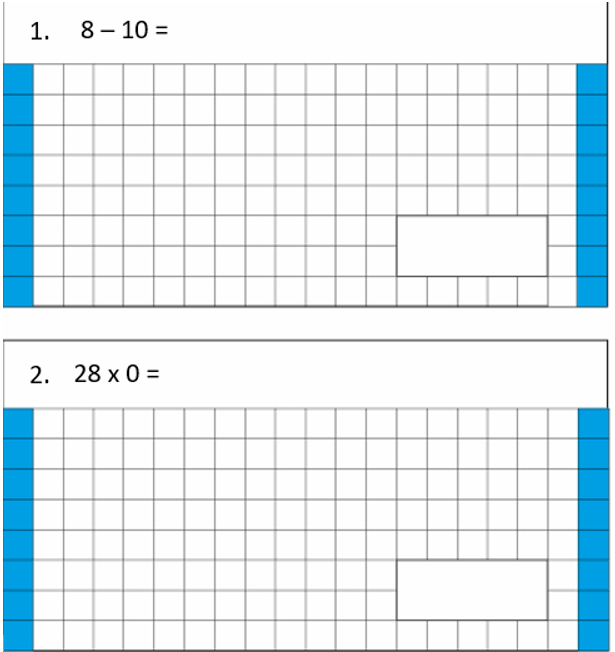 1. 8 – 10 =
2. 28 x 0 =